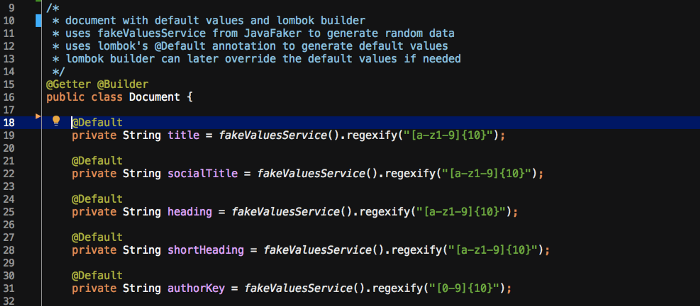 9 /*
10 * document with default values and lombok builder
11 * uses fakeValuesService from JavaFaker to generate random data
12 * uses lombok's @Default annotation to generate default values
13 * lombok builder can later override the default values if needed
14 */
15 @Getter @Builder
16 public class Document {
17
18 @Default
19 private String title = fakeValuesService().regexify("[a-z1-9]{10}");
20
21 @Default
22 private String socialTitle = fakeValuesService().regexify("[a-z1-9]{10}");
23
24 @Default
25 private String heading = fakeValuesService().regexify("[a-z1-9]{10}");
26
27 @Default
28 private String shortHeading = fakeValuesService().regexify("[a-z1-9]{10}");
29
30 @Default
31 private String authorKey = fakeValuesService().regexify("[0-9]{10}");
32